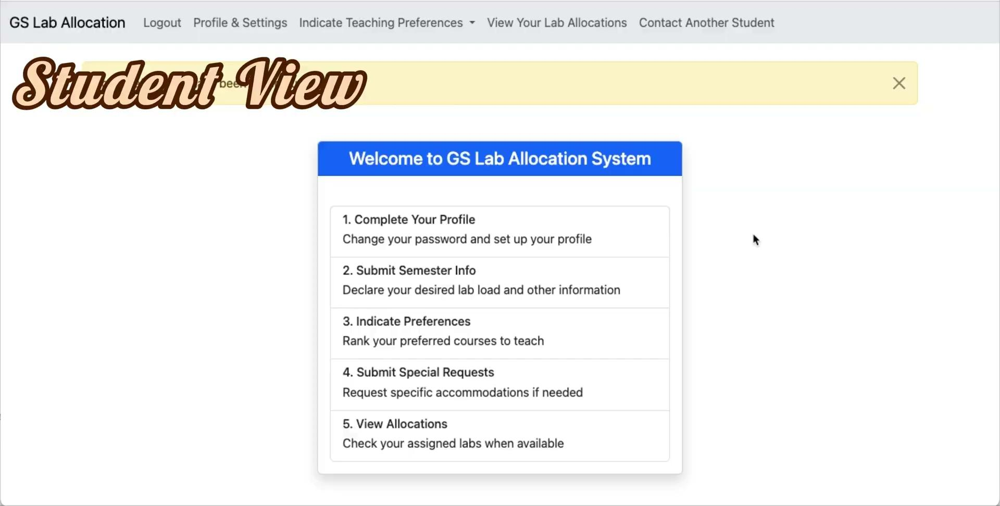 GS Lab Allocation Logout Profile & Settings Indicate Teaching Preferences View Your Lab Allocations Contact Another Student
Student View
been
Welcome to GS Lab Allocation System
1. Complete Your Profile
Change your password and set up your profile
2. Submit Semester Info
Declare your desired lab load and other information
3. Indicate Preferences
Rank your preferred courses to teach
4. Submit Special Requests
Request specific accommodations if needed
5. View Allocations
Check your assigned labs when available